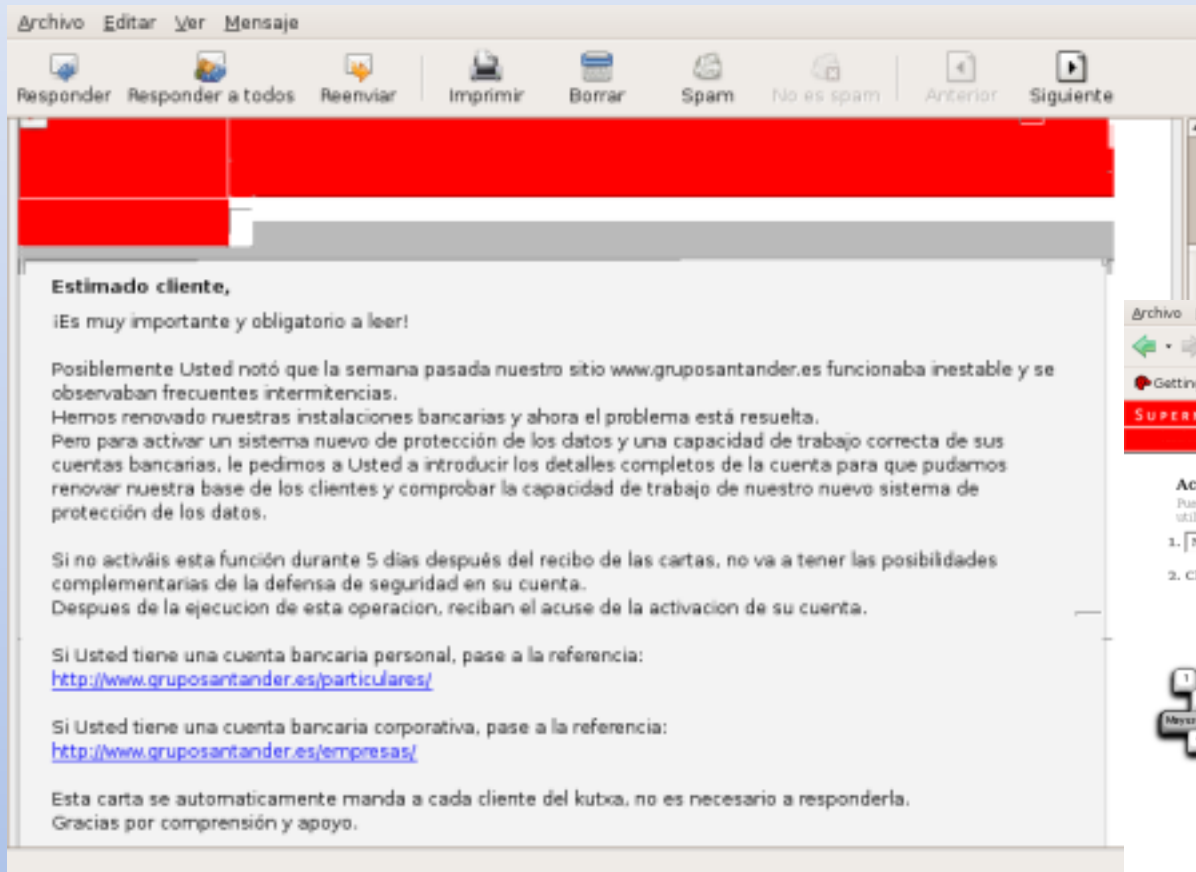 Archivo Editar Ver Mensaje
Responder Responder a todos Reenviar Imprimir Borrar Spam No es spam Anterior Siguiente
Estimado cliente,
¡Es muy importante y obligatorio a leer!
Posiblemente Usted notó que la semana pasada nuestro sitio www.gruposantander.es funcionaba inestable y se
observaban frecuentes intermitencias.
Hemos renovado nuestras instalaciones bancarias y ahora el problema está resuelta.
Pero para activar un sistema nuevo de protección de los datos y una capacidad de trabajo correcta de sus
cuentas bancarias, le pedimos a Usted a introducir los detalles completos de la cuenta para que pudamos
renovar nuestra base de los clientes y comprobar la capacidad de trabajo de nuestro nuevo sistema de
protección de los datos.
Si no activáis esta función durante 5 días después del recibo de las cartas, no va a tener las posibilidades
complementarias de la defensa de seguridad en su cuenta.
Despues de la ejecucion de esta operacion, reciban el acuse de la activacion de su cuenta.
Si Usted tiene una cuenta bancaria personal, pase a la referencia:
http://www.gruposantander.es/particulares/
Si Usted tiene una cuenta bancaria corporativa, pase a la referencia:
http://www.gruposantander.es/empresas/
Esta carta se automaticamente manda a cada cliente del kutxa, no es necesario a responderla.
Gracias por comprensión y apoyo.
Archivo
1.
2.
1